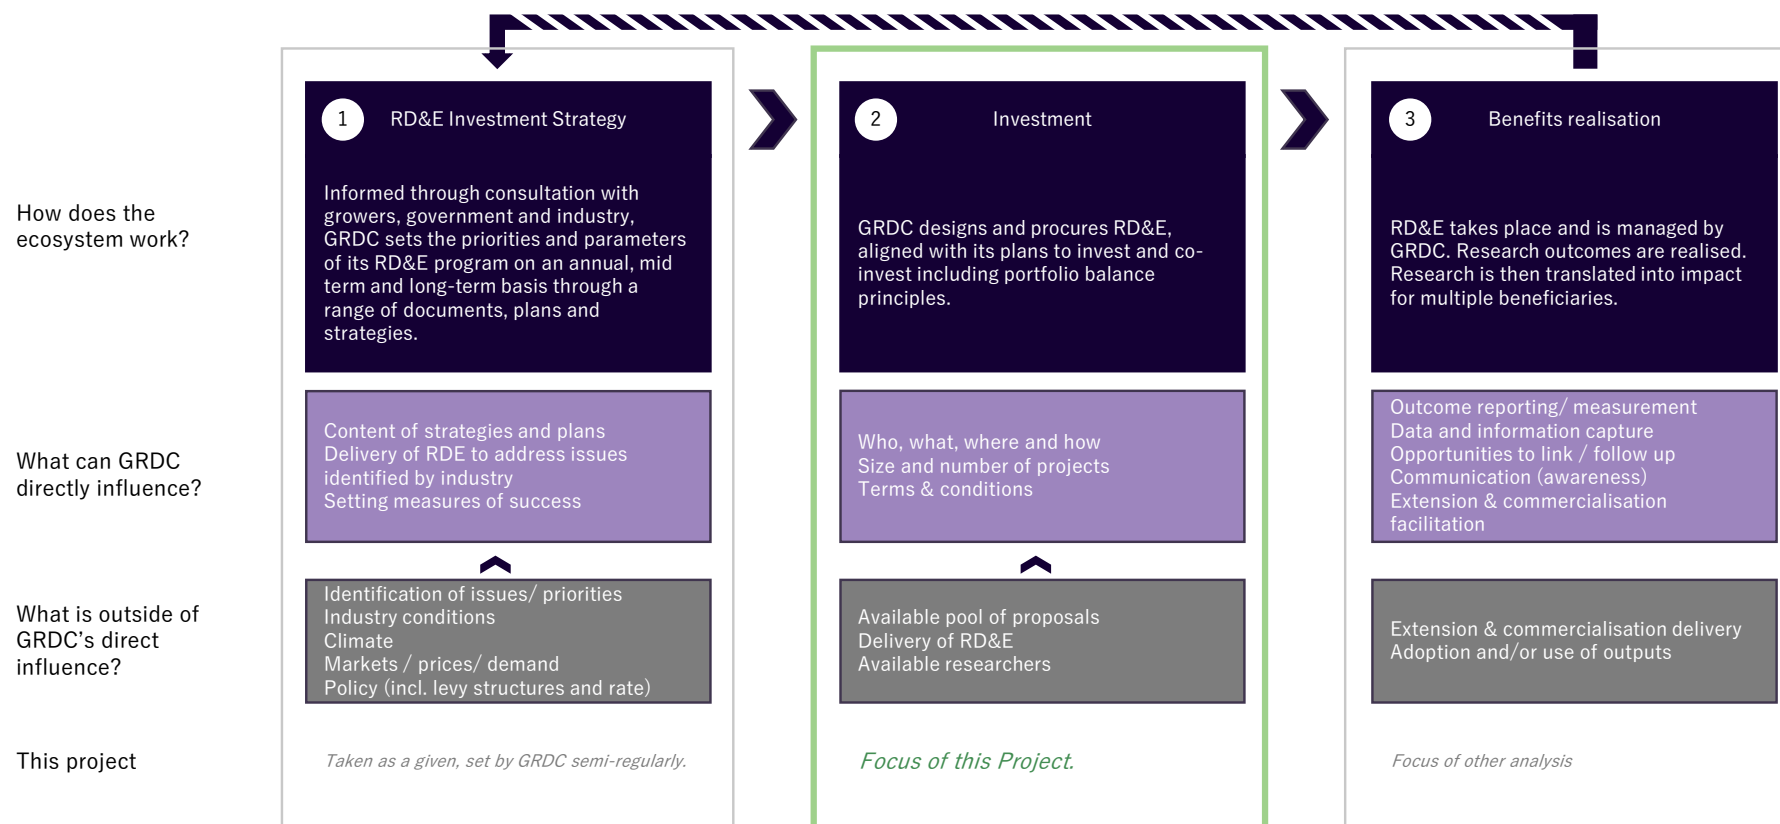 1
RD&E Investment Strategy
2
Investment
3
Benefits realisation
How does the
ecosystem work?
Informed through consultation with
growers, government and industry,
GRDC sets the priorities and parameters
of its RD&E program on an annual, mid
term and long-term basis through a
range of documents, plans and
strategies.
GRDC designs and procures RD&E,
aligned with its plans to invest and co-
invest including portfolio balance
principles.
RD&E takes place and is managed by
GRDC. Research outcomes are realised.
Research is then translated into impact
for multiple beneficiaries.
What can GRDC
directly influence?
Content of strategies and plans
Delivery of RDE to address issues
identified by industry
Setting measures of success
Who, what, where and how
Size and number of projects
Terms & conditions
Outcome reporting/ measurement
Data and information capture
Opportunities to link / follow up
Communication (awareness)
Extension & commercialisation
facilitation
What is outside of
GRDC's direct
influence?
Identification of issues/ priorities
Industry conditions
Climate
Markets / prices/ demand
Policy (incl. levy structures and rate)
Available pool of proposals
Delivery of RD&E
Available researchers
Extension & commercialisation delivery
Adoption and/or use of outputs
This project
Taken as a given, set by GRDC semi-regularly.
Focus of this Project.
Focus of other analysis